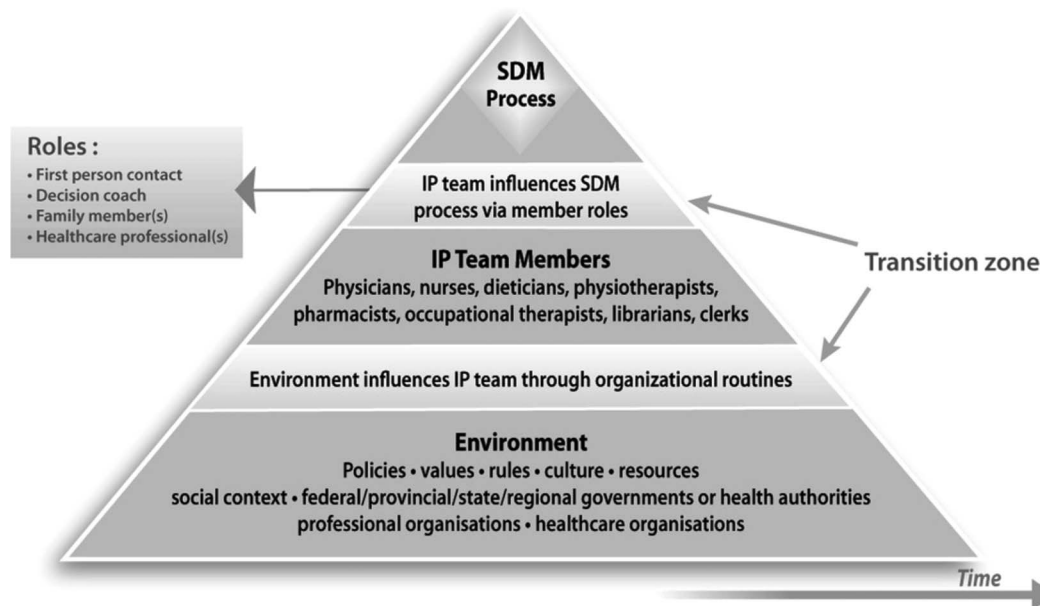 SDM
Process
Roles :
• First person contact
• Decision coach
• Family member(s)
• Healthcare professional(s)
IP team influences SDM
process via member roles
IP Team Members
Physicians, nurses, dieticians, physiotherapists,
pharmacists, occupational therapists, librarians, clerks
Transition zone
Environment influences IP team through organizational routines
Environment
Policies • values • rules • culture • resources
social context • federal/provincial/state/regional governments or health authorities
professional organisations • healthcare organisations
Time